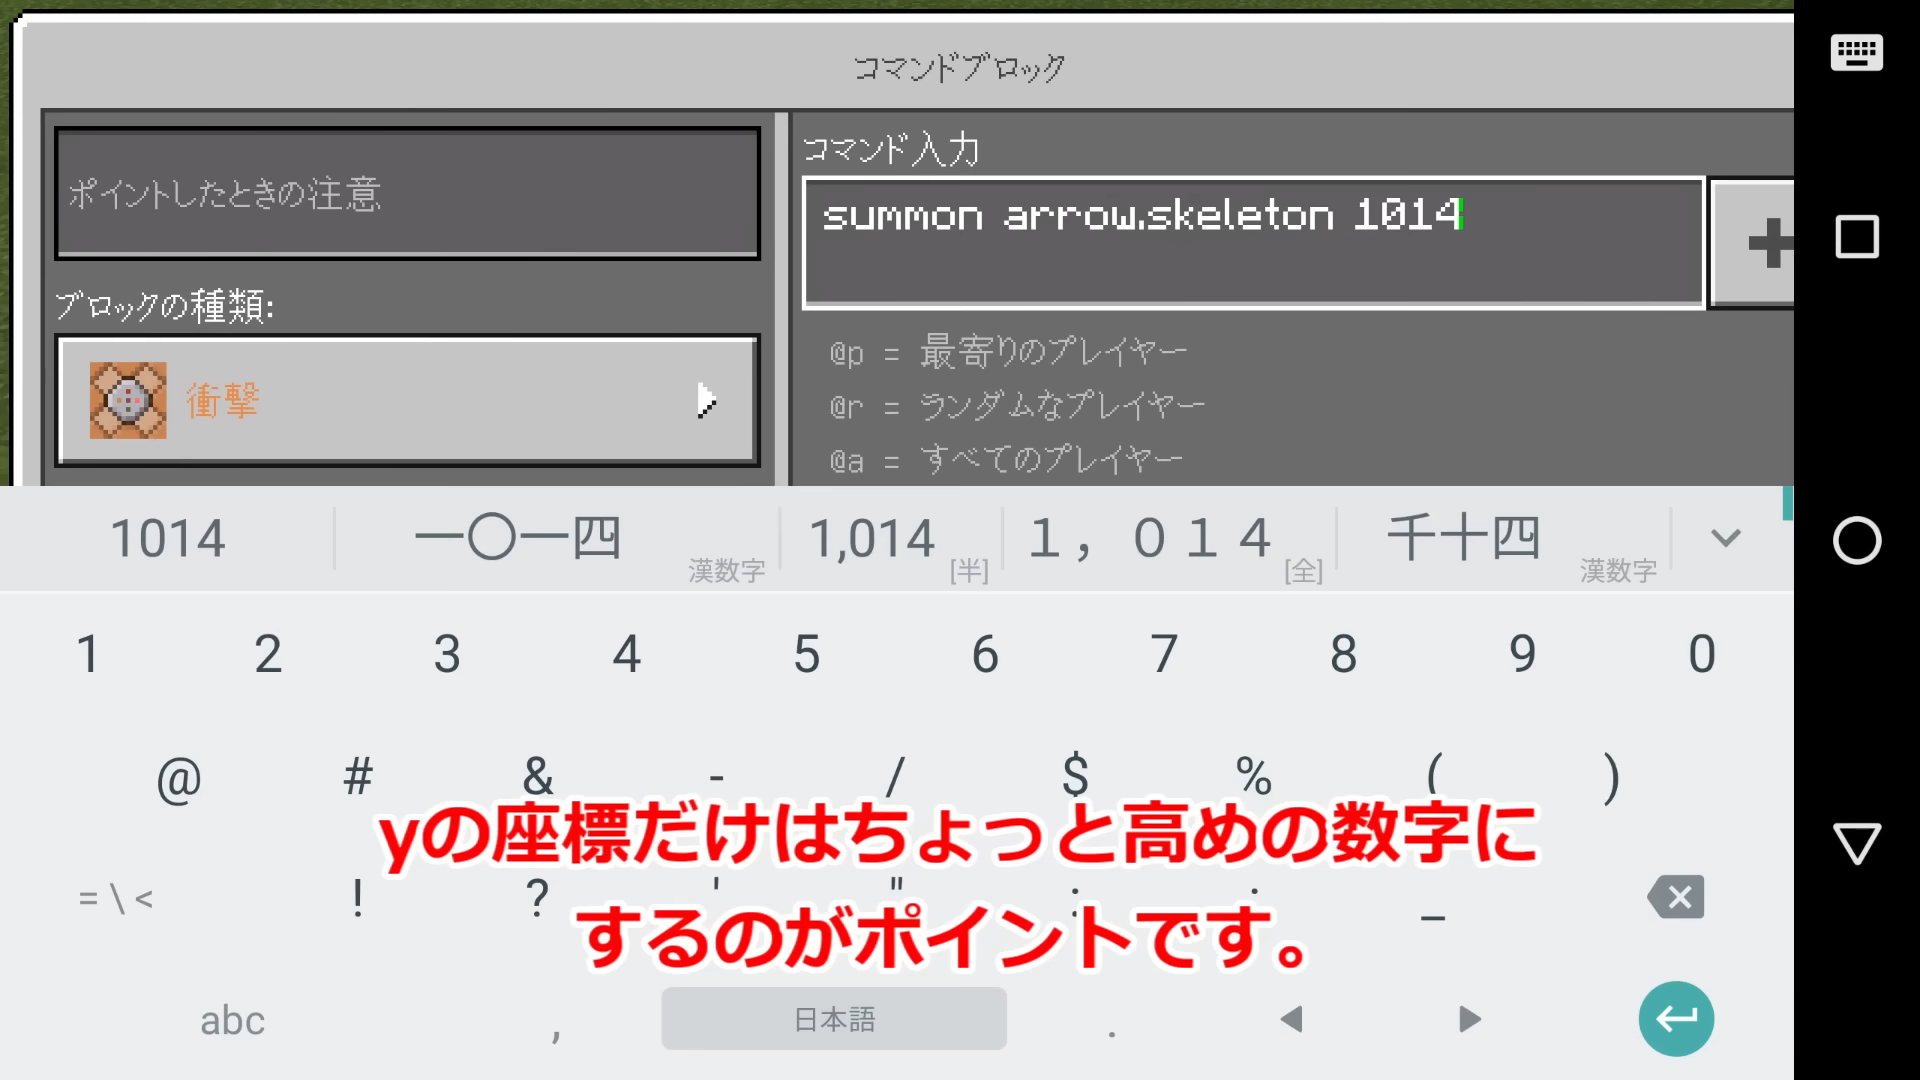 コマンドブロック
ポイントしたときの注意
ブロックの種類:
衝撃
コマンド入力
summon arrow.skeleton 1014
@p = 最寄りのプレイヤー
@r = ランダムなプレイヤー
@a = すべてのプレイヤー
1014 一〇一四 漢数字 1,014 [半] １，０１４ [全] 千十四 漢数字
1 2 3 4 5 6 7 8 9 0
@ # & - / $ % ( )
yの座標だけはちょっと高めの数字に
= \ < ! ? ' " : ; _
するのがポイントです。
abc , 日本語 .